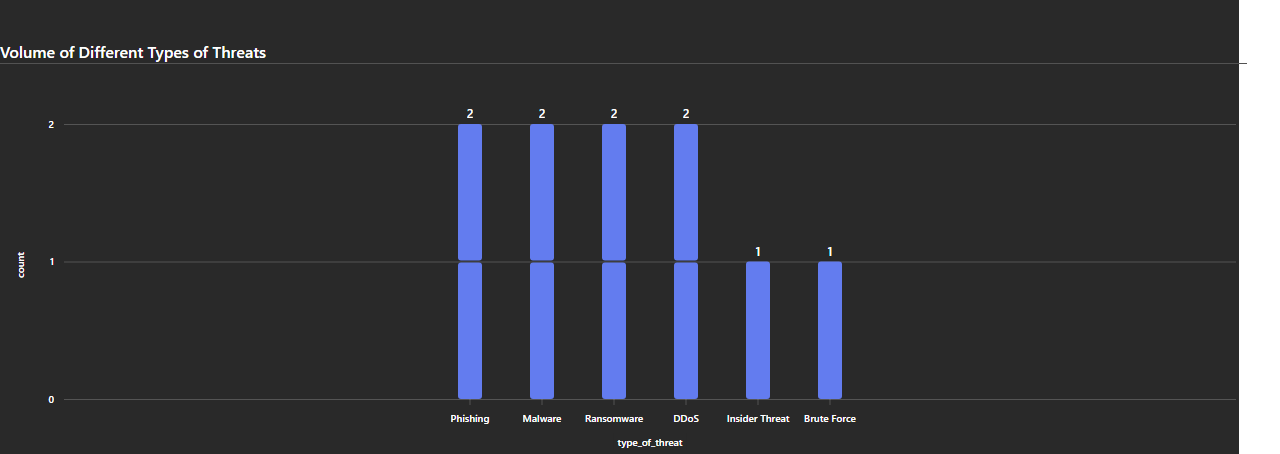 Volume of Different Types of Threats
2 2 2 2
2
1 1
1
count
0
Phishing Malware Ransomware DDoS Insider Threat Brute Force
type_of_threat